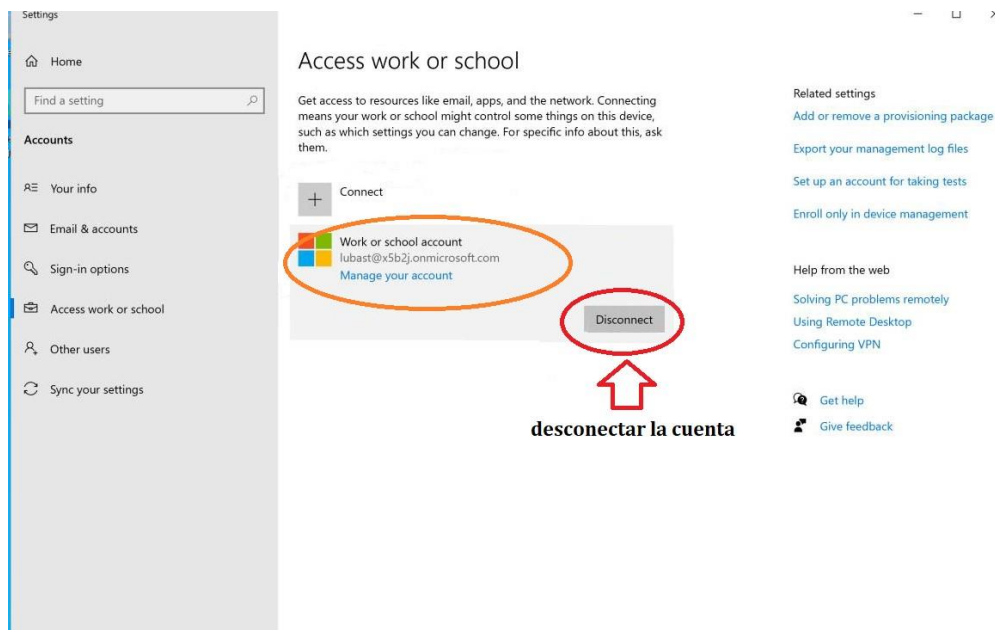 Settings
Home
Find a setting
Accounts
Your info
Email & accounts
Sign-in options
Access work or school
Other users
Sync your settings
Access work or school
Get access to resources like email, apps, and the network. Connecting
means your work or school might control some things on this device,
such as which settings you can change. For specific info about this, ask
them.
Connect
Work or school account
lubast@x5b2j.onmicrosoft.com
Manage your account
Disconnect
desconectar la cuenta
Related settings
Add or remove a provisioning package
Export your management log files
Set up an account for taking tests
Enroll only in device management
Help from the web
Solving PC problems remotely
Using Remote Desktop
Configuring VPN
Get help
Give feedback